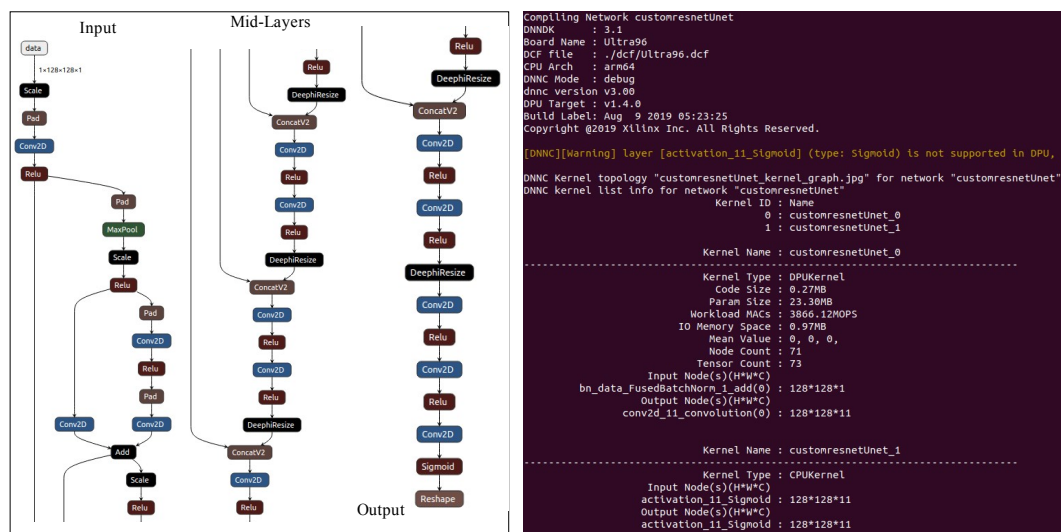 Input
data
1×128×128×1
Scale
Pad
Conv2D
Relu
Pad
MaxPool
Scale
Relu
Pad
Conv2D
Relu
Pad
Conv2D
Conv2D
Add
Scale
Relu
Mid-Layers
Relu
DeephiResize
ConcatV2
Conv2D
Relu
Conv2D
Relu
DeephiResize
ConcatV2
Conv2D
Relu
Conv2D
Relu
DeephiResize
ConcatV2
Conv2D
Relu
Relu
DeephiResize
ConcatV2
Conv2D
Relu
Conv2D
Relu
DeephiResize
Conv2D
Relu
Conv2D
Relu
Conv2D
Sigmoid
Reshape
Output
Compiling Network customresnetUnet
DNNDK : 3.1
Board Name : Ultra96
DCF file : ./dcf/Ultra96.dcf
CPU Arch : arm64
DNNC Mode : debug
dnnc version v3.00
DPU Target : v1.4.0
Build Label: Aug 9 2019 05:23:25
Copyright @2019 Xilinx Inc. All Rights Reserved.
[DNNC][Warning] layer [activation_11_Sigmoid] (type: Sigmoid) is not supported in DPU,
DNNC Kernel topology "customresnetUnet_kernel_graph.jpg" for network "customresnetUnet"
DNNC kernel list info for network "customresnetUnet"
Kernel ID : Name
0 : customresnetUnet_0
1 : customresnetUnet_1
Kernel Name : customresnetUnet_0
--------------------------------------------------------------------------------
Kernel Type : DPUKernel
Code Size : 0.27MB
Param Size : 23.30MB
Workload MACs : 3866.12MOPS
IO Memory Space : 0.97MB
Mean Value : 0, 0, 0,
Node Count : 71
Tensor Count : 73
Input Node(s)(H*W*C)
bn_data_FusedBatchNorm_1_add(0) : 128*128*1
Output Node(s)(H*W*C)
conv2d_11_convolution(0) : 128*128*11
Kernel Name : customresnetUnet_1
--------------------------------------------------------------------------------
Kernel Type : CPUKernel
Input Node(s)(H*W*C)
activation_11_Sigmoid : 128*128*11
Output Node(s)(H*W*C)
activation_11_Sigmoid : 128*128*11